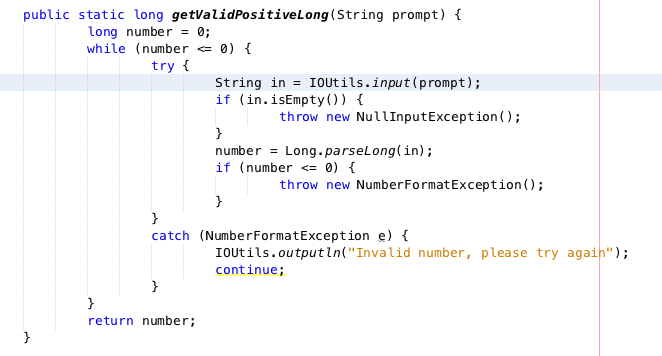 public static long getValidPositiveLong(String prompt) {
long number = 0;
while (number <= 0) {
try {
String in = IOUtils.input(prompt);
if (in.isEmpty()) {
throw new NullInputException();
}
number = Long.parseLong(in);
if (number <= 0) {
throw new NumberFormatException();
}
}
catch (NumberFormatException e) {
IOUtils.outputln("Invalid number, please try again");
continue;
}
}
return number;
}